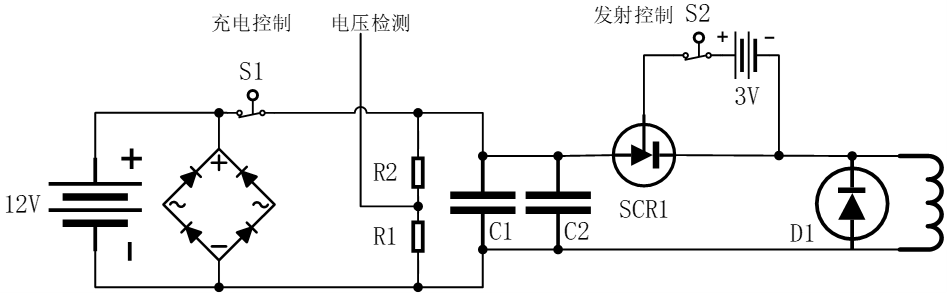 充电控制
电压检测
发射控制
S2
S1
+
-
3V
+
+
12V
R2
~
~
SCR1
R1
C1
C2
D1
-
-